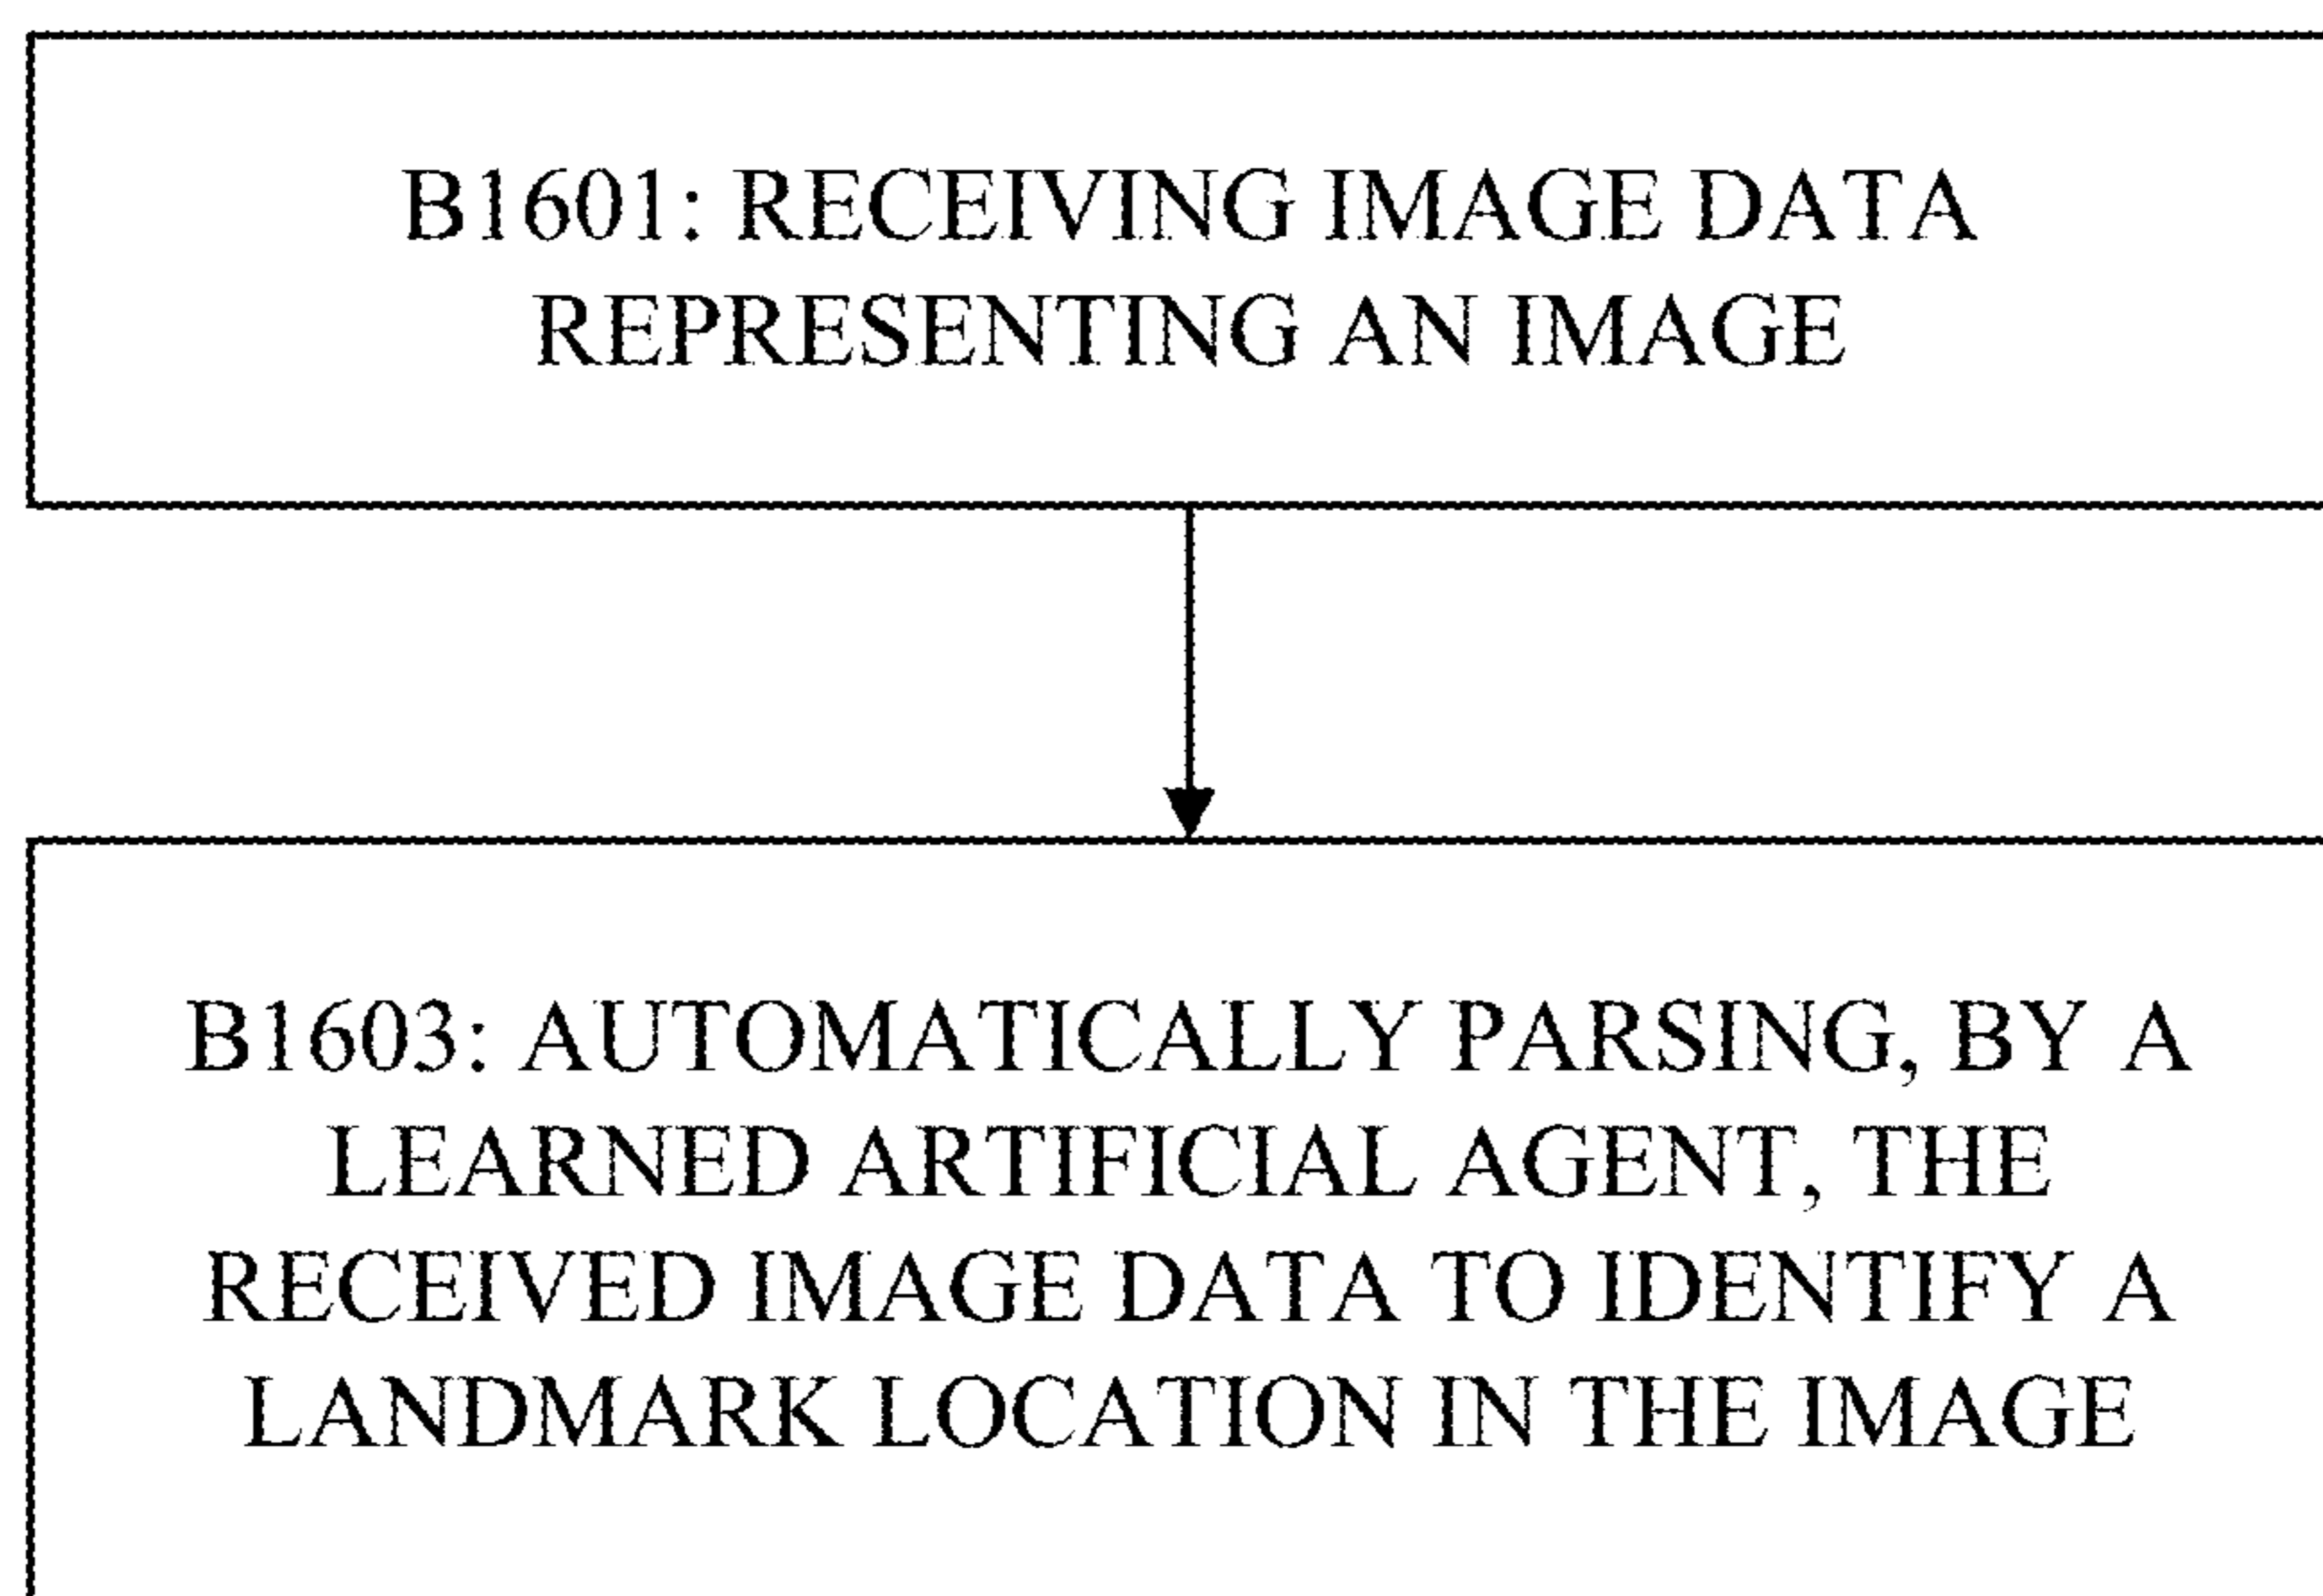 B1601: RECEIVING IMAGE DATA
REPRESENTING AN IMAGE
B1603: AUTOMATICALLY PARSING, BY A
LEARNED ARTIFICIAL AGENT, THE
RECEIVED IMAGE DATA TO IDENTIFY A
LANDMARK LOCATION IN THE IMAGE